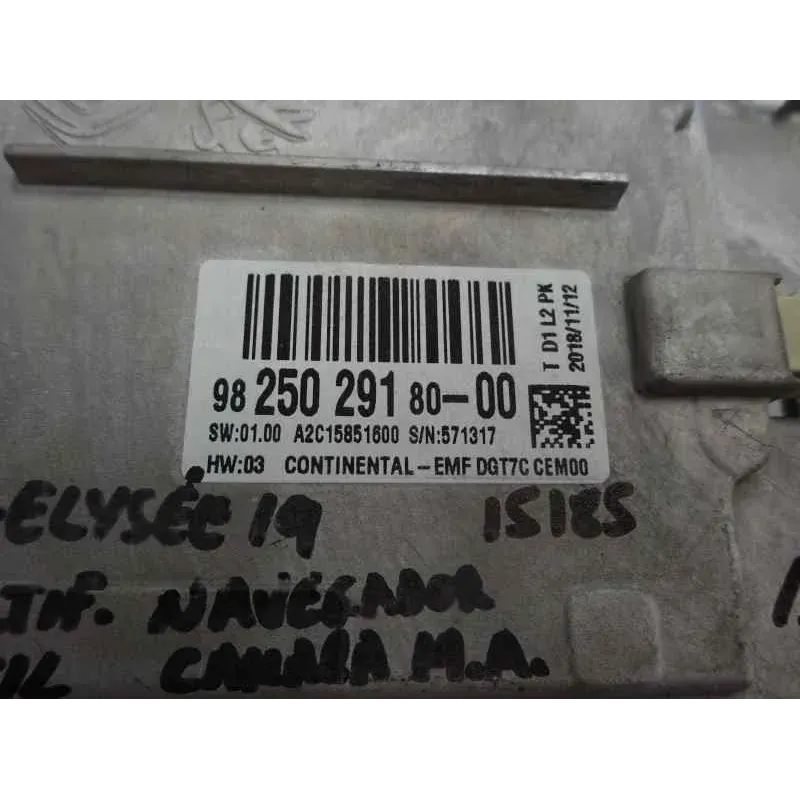 T D1 L2 PK
2018/11/12
98 250 291 80-00
SW:01.00 A2C15851600 S/N:571317
HW:03 CONTINENTAL-EMF DGT7C CEM00
-ELYSÉE 19 15185
NAVEGADOR
CAMARA M.A.